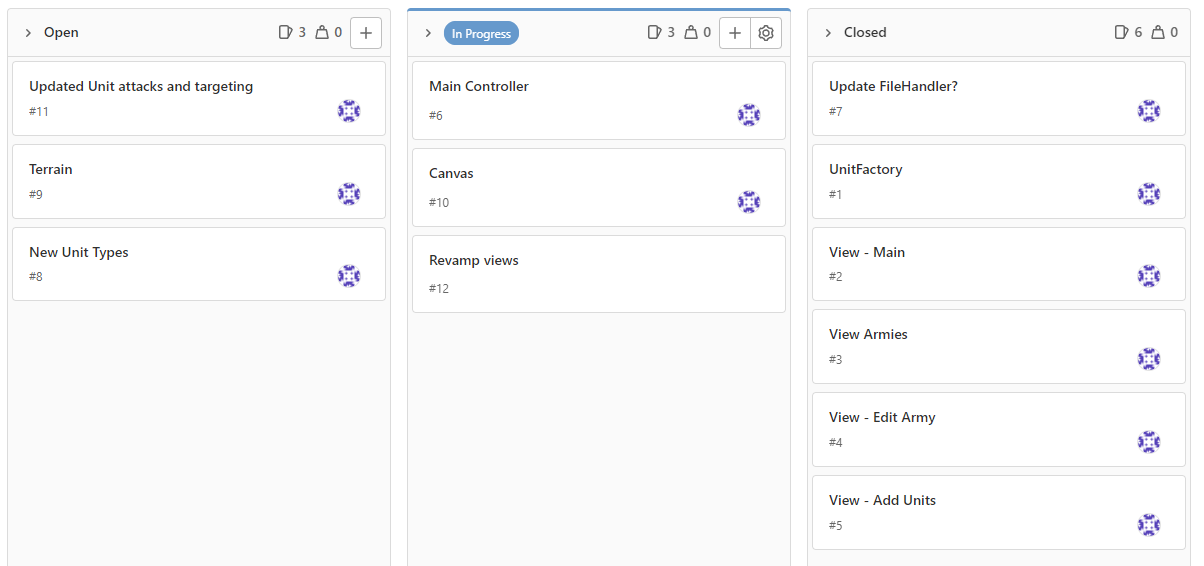 Open 3 0
Updated Unit attacks and targeting
#11
Terrain
#9
New Unit Types
#8
In Progress 3 0
Main Controller
#6
Canvas
#10
Revamp views
#12
Closed 6 0
Update FileHandler?
#7
UnitFactory
#1
View - Main
#2
View Armies
#3
View - Edit Army
#4
View - Add Units
#5